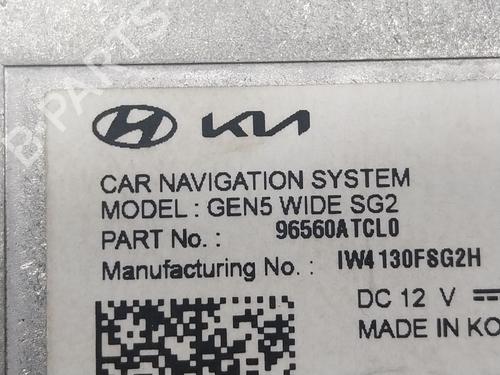 KIA
CAR NAVIGATION SYSTEM
MODEL : GEN5 WIDE SG2
PART No. : 96560ATCL0
Manufacturing No. : IW4130FSG2H
DC 12 V
MADE IN KO
B-PARTS